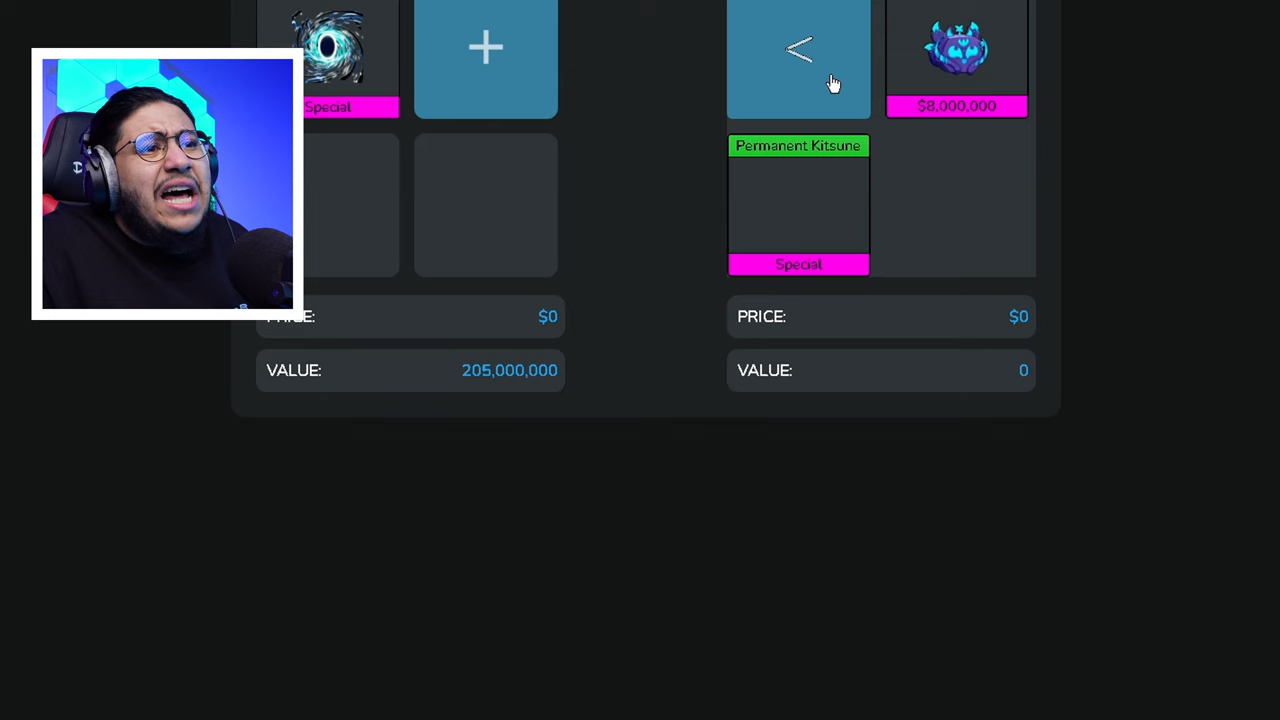 Special
+
<
$8,000,000
Permanent Kitsune
Special
PRICE:
$0
VALUE:
205,000,000
PRICE:
$0
VALUE:
0